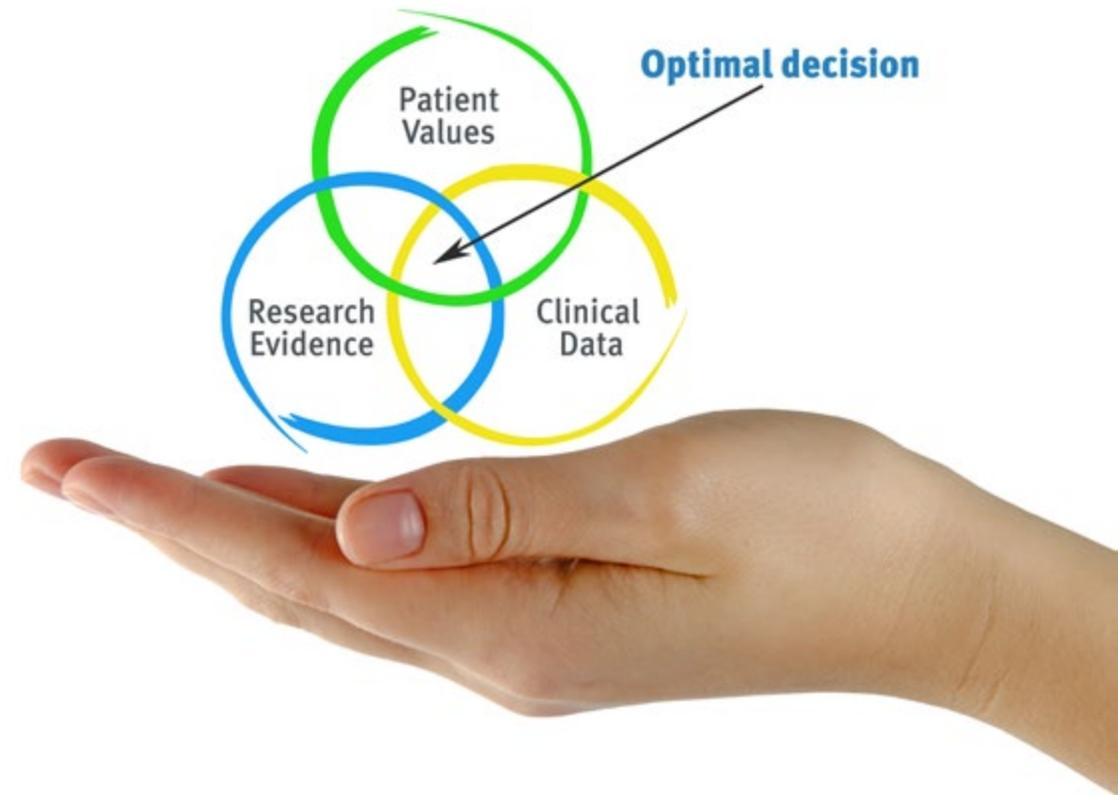 Optimal decision
Patient
Values
Research
Evidence
Clinical
Data